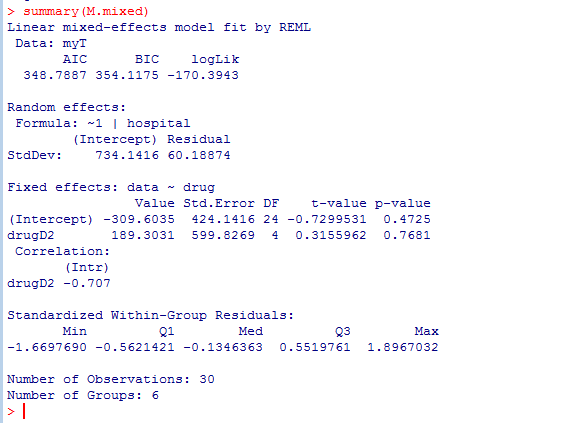 > summary(M.mixed)
Linear mixed-effects model fit by REML
 Data: myT
       AIC      BIC    logLik
  348.7887 354.1175 -170.3943

Random effects:
 Formula: ~1 | hospital
        (Intercept) Residual
StdDev:    734.1416 60.18874

Fixed effects: data ~ drug
                Value Std.Error DF    t-value p-value
(Intercept) -309.6035  424.1416 24 -0.7299531  0.4725
drugD2       189.3031  599.8269  4  0.3155962  0.7681
 Correlation:
       (Intr)
drugD2 -0.707

Standardized Within-Group Residuals:
       Min         Q1        Med         Q3        Max
-1.6697690 -0.5621421 -0.1346363  0.5519761  1.8967032

Number of Observations: 30
Number of Groups: 6
>